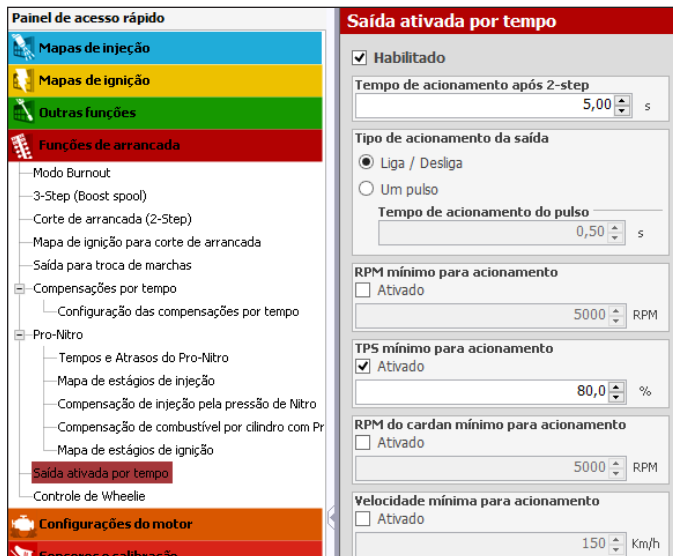 Painel de acesso rápido
Mapas de injeção
Mapas de ignição
Outras funções
Funções de arrancada
Modo Burnout
3-Step (Boost spool)
Corte de arrancada (2-Step)
Mapa de ignição para corte de arrancada
Saída para troca de marchas
Compensações por tempo
Configuração das compensações por tempo
Pro-Nitro
Tempos e Atrasos do Pro-Nitro
Mapa de estágios de injeção
Compensação de injeção pela pressão de Nitro
Compensação de combustível por cilindro com Pr
Mapa de estágios de ignição
Saída ativada por tempo
Controle de Wheelie
Configurações do motor
Sensores e calibração
Saída ativada por tempo
Habilitado
Tempo de acionamento após 2-step
5,00 s
Tipo de acionamento da saída
Liga / Desliga
Um pulso
Tempo de acionamento do pulso
0,50 s
RPM mínimo para acionamento
Ativado
5000 RPM
TPS mínimo para acionamento
Ativado
80,0 %
RPM do cardan mínimo para acionamento
Ativado
5000 RPM
Velocidade mínima para acionamento
Ativado
150 Km/h